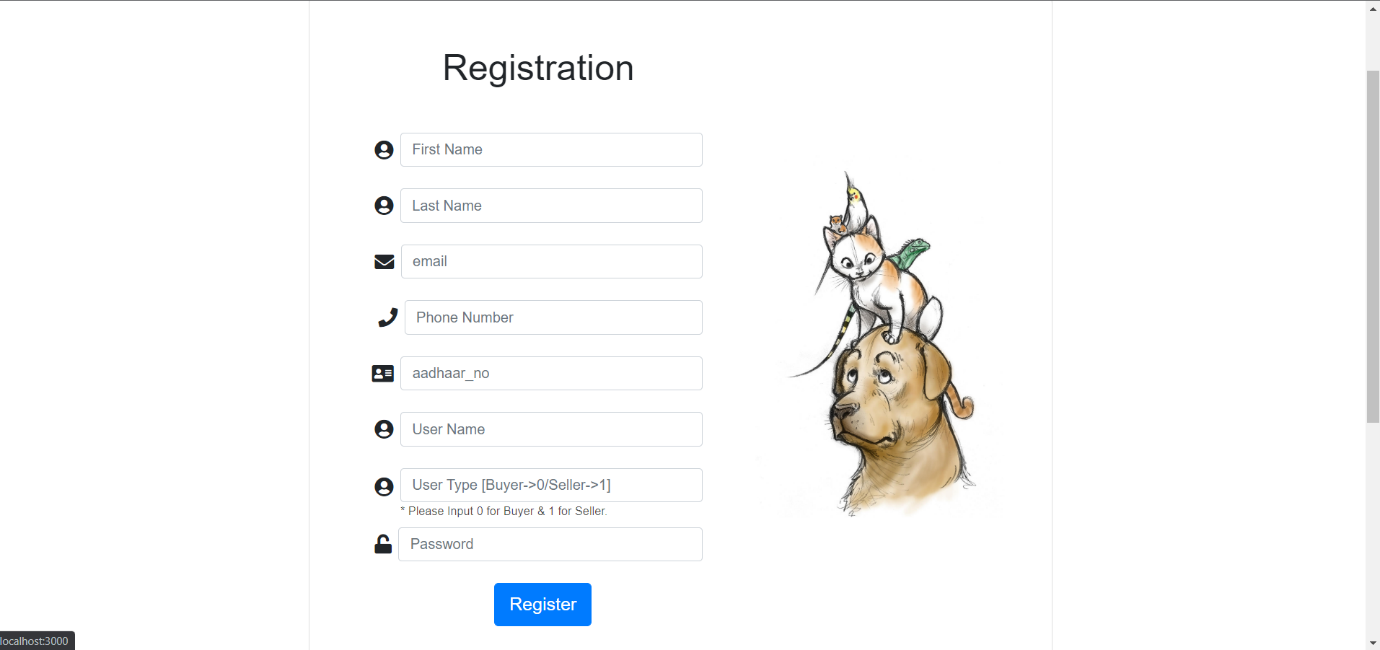 Registration
First Name
Last Name
email
Phone Number
aadhaar_no
User Name
User Type [Buyer->0/Seller->1]
* Please Input 0 for Buyer & 1 for Seller.
Password
Register
localhost:3000